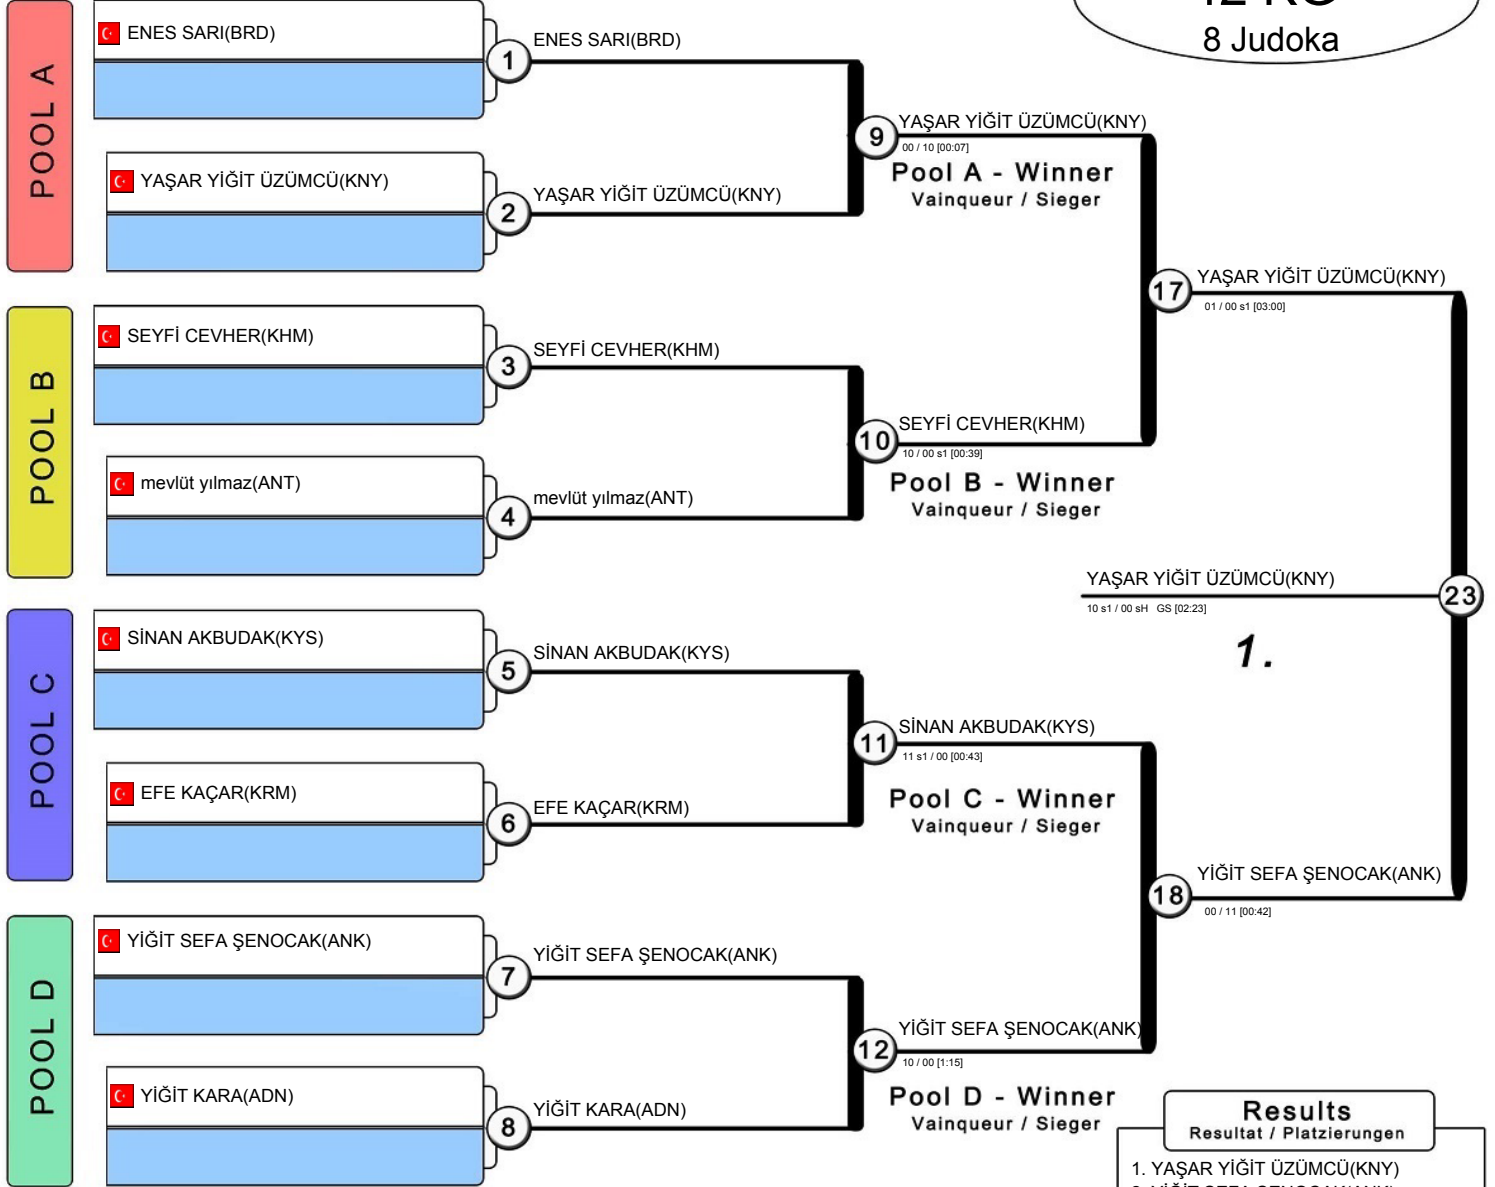 8 Judoka
POOL A
ENES SARI(BRD)
1
ENES SARI(BRD)
YAŞAR YİĞİT ÜZÜMCÜ(KNY)
2
YAŞAR YİĞİT ÜZÜMCÜ(KNY)
9
YAŞAR YİĞİT ÜZÜMCÜ(KNY)
00 / 10 [00:07]
Pool A - Winner
Vainqueur / Sieger
17
YAŞAR YİĞİT ÜZÜMCÜ(KNY)
01 / 00 s1 [03:00]
POOL B
SEYFİ CEVHER(KHM)
3
SEYFİ CEVHER(KHM)
mevlüt yılmaz(ANT)
4
mevlüt yılmaz(ANT)
10
SEYFİ CEVHER(KHM)
10 / 00 s1 [00:39]
Pool B - Winner
Vainqueur / Sieger
YAŞAR YİĞİT ÜZÜMCÜ(KNY)
23
10 s1 / 00 sH GS [02:23]
1.
POOL C
SİNAN AKBUDAK(KYS)
5
SİNAN AKBUDAK(KYS)
EFE KAÇAR(KRM)
6
EFE KAÇAR(KRM)
11
SİNAN AKBUDAK(KYS)
11 s1 / 00 [00:43]
Pool C - Winner
Vainqueur / Sieger
18
YİĞİT SEFA ŞENOCAK(ANK)
00 / 11 [00:42]
POOL D
YİĞİT SEFA ŞENOCAK(ANK)
7
YİĞİT SEFA ŞENOCAK(ANK)
YİĞİT KARA(ADN)
8
YİĞİT KARA(ADN)
12
YİĞİT SEFA ŞENOCAK(ANK)
10 / 00 [1:15]
Pool D - Winner
Vainqueur / Sieger
Results
Resultat / Platzierungen
1. YAŞAR YİĞİT ÜZÜMCÜ(KNY)